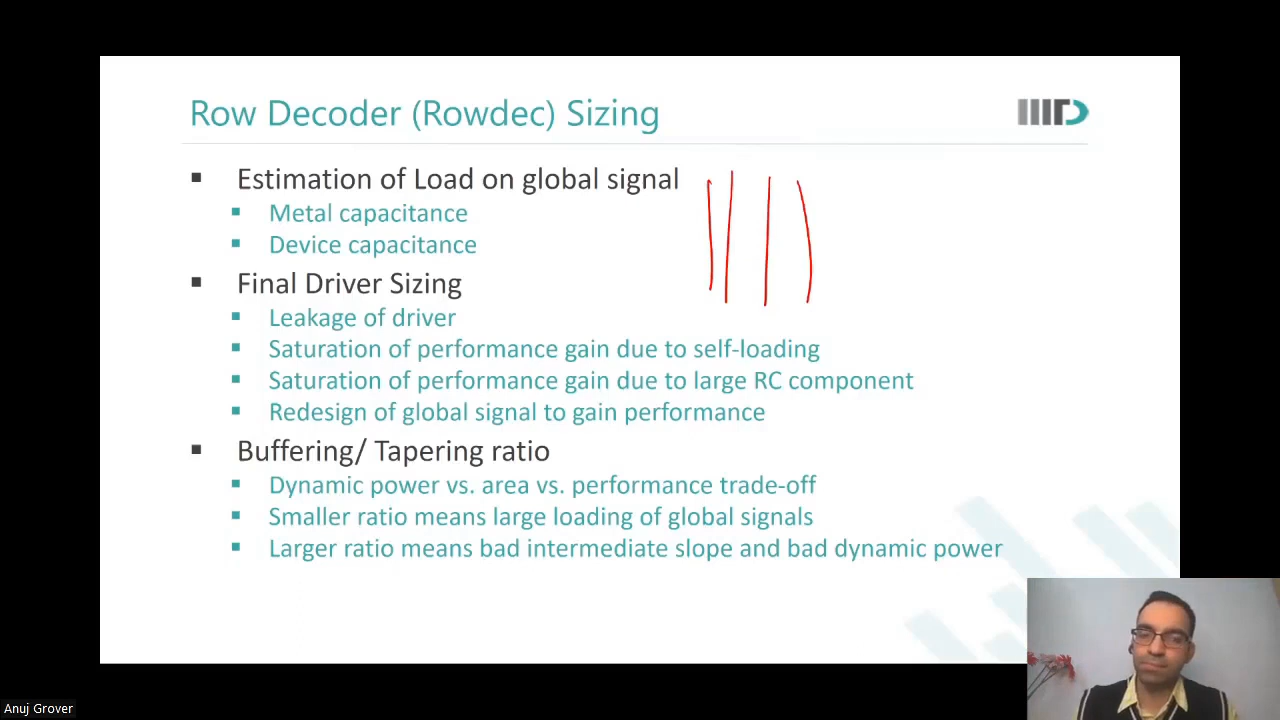 Row Decoder (Rowdec) Sizing
Estimation of Load on global signal
Metal capacitance
Device capacitance
Final Driver Sizing
Leakage of driver
Saturation of performance gain due to self-loading
Saturation of performance gain due to large RC component
Redesign of global signal to gain performance
Buffering/ Tapering ratio
Dynamic power vs. area vs. performance trade-off
Smaller ratio means large loading of global signals
Larger ratio means bad intermediate slope and bad dynamic power
Anuj Grover